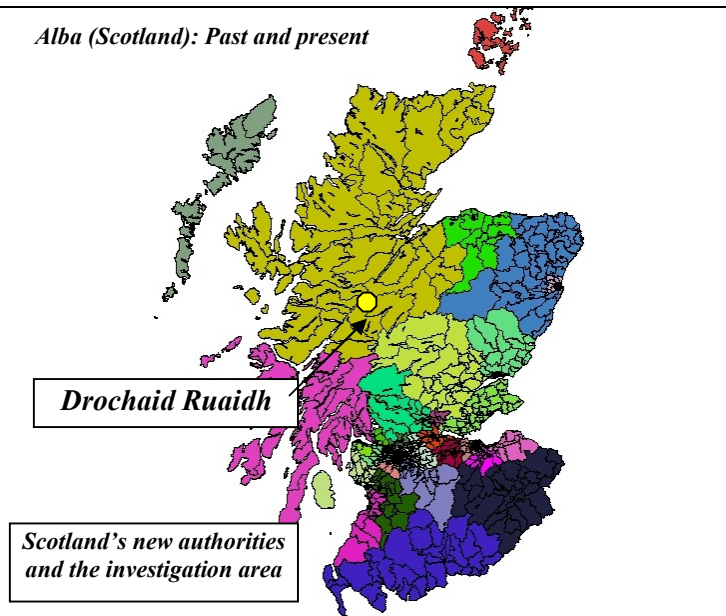 Alba (Scotland): Past and present
Drochaid Ruaidh
Scotland's new authorities
and the investigation area